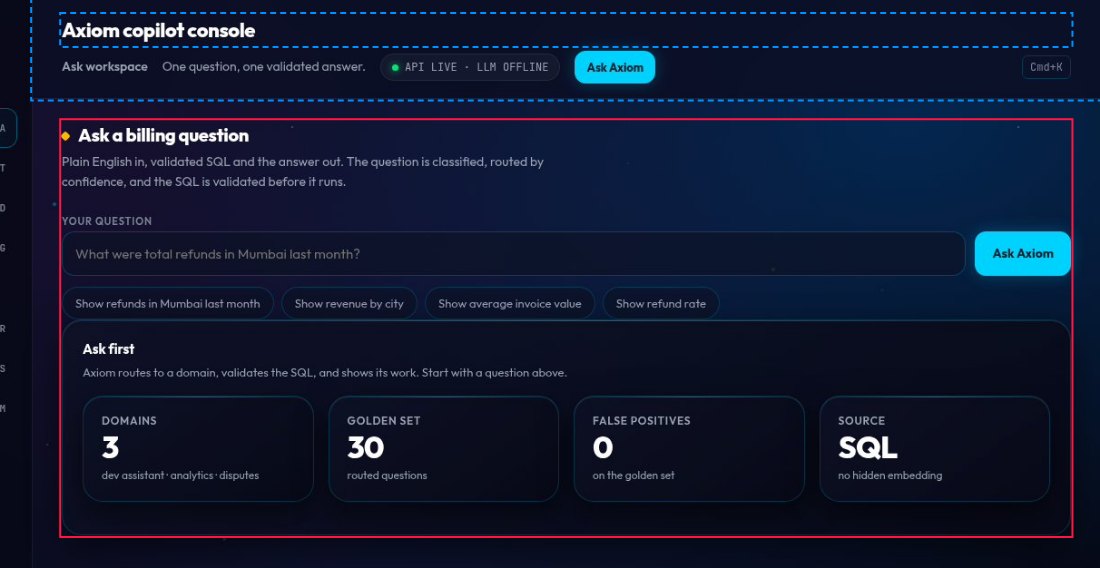 Axiom copilot console
Ask workspace One question, one validated answer. API LIVE · LLM OFFLINE Ask Axiom Cmd+K
A
T
D
G
R
S
M
Ask a billing question
Plain English in, validated SQL and the answer out. The question is classified, routed by
confidence, and the SQL is validated before it runs.
YOUR QUESTION
What were total refunds in Mumbai last month? Ask Axiom
Show refunds in Mumbai last month Show revenue by city Show average invoice value Show refund rate
Ask first
Axiom routes to a domain, validates the SQL, and shows its work. Start with a question above.
DOMAINS
3
dev assistant · analytics · disputes
GOLDEN SET
30
routed questions
FALSE POSITIVES
0
on the golden set
SOURCE
SQL
no hidden embedding